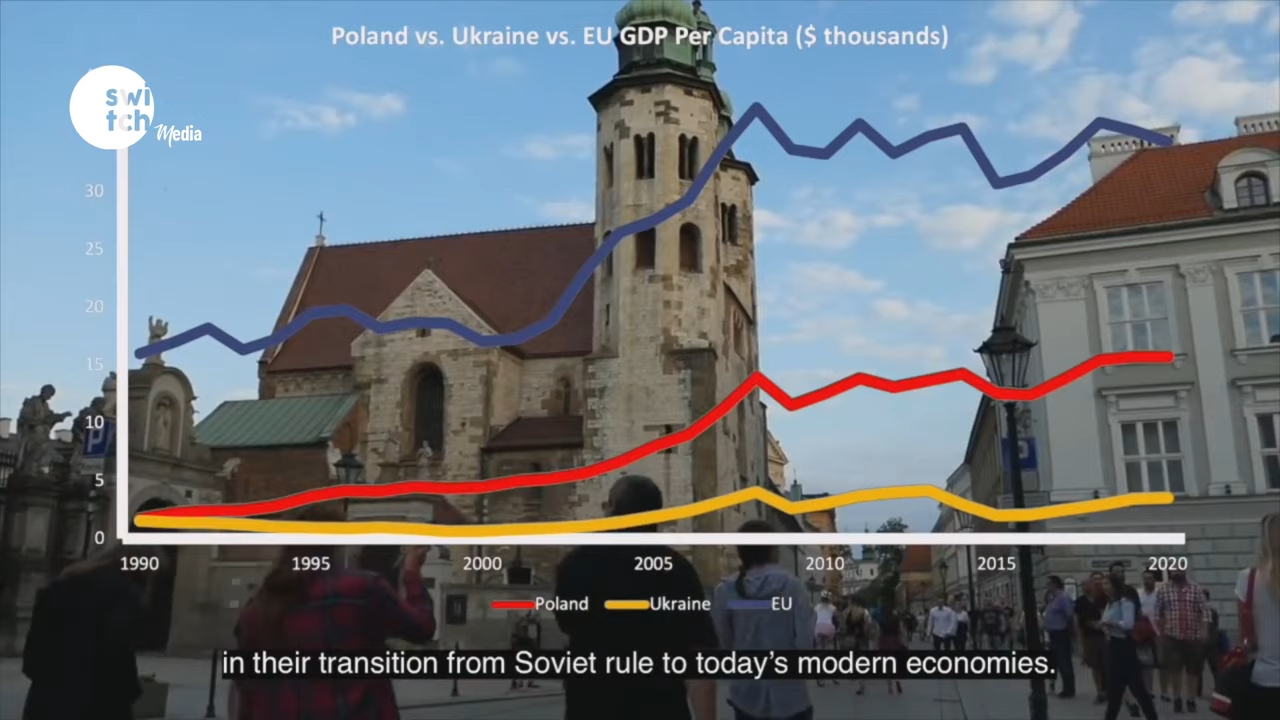 Poland vs. Ukraine vs. EU GDP Per Capita ($ thousands)
swi
tch
Media
30
25
20
15
10
5
0
1990 1995 2000 2005 2010 2015 2020
Poland Ukraine EU
P
in their transition from Soviet rule to today's modern economies.